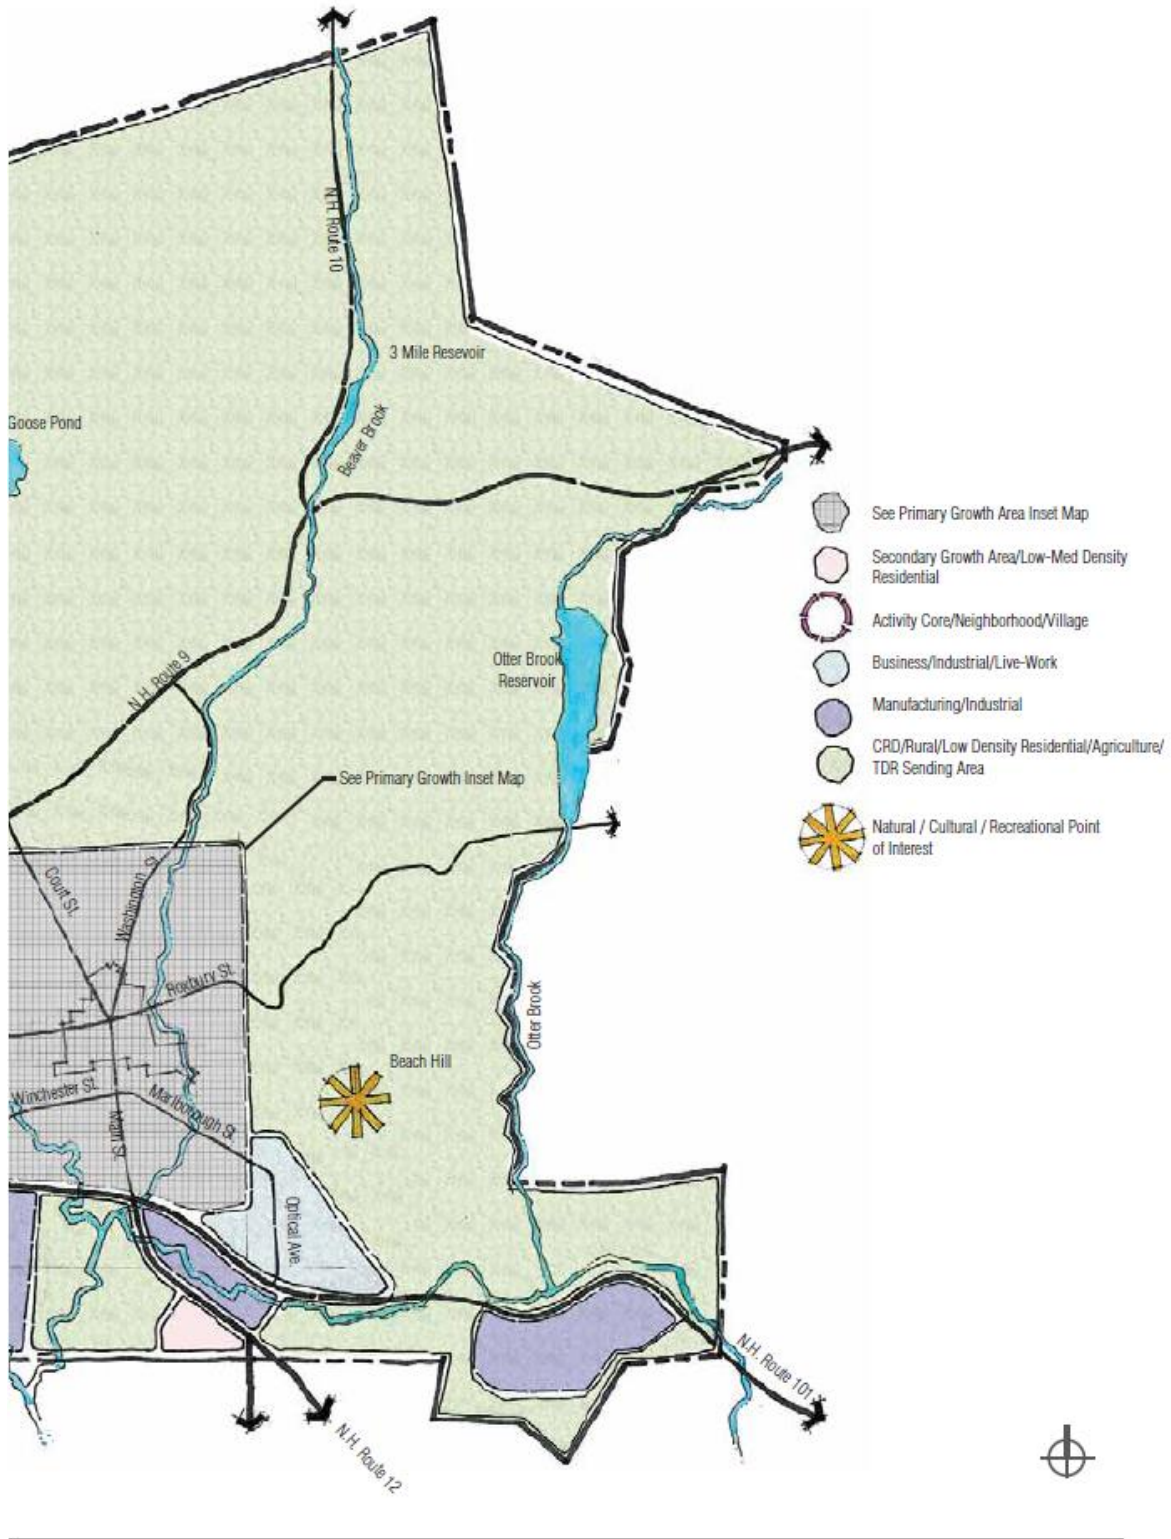 N.H. Route 10
3 Mile Resevoir
Goose Pond
Beaver Brook
See Primary Growth Area Inset Map
Secondary Growth Area/Low-Med Density
Residential
Activity Core/Neighborhood/Village
Business/Industrial/Live-Work
Manufacturing/Industrial
CRD/Rural/Low Density Residential/Agriculture/
TDR Sending Area
Natural / Cultural / Recreational Point
of Interest
Otter Brook
Reservoir
N.H. Route 9
See Primary Growth Inset Map
Court St.
Washington St.
Roxbury St.
Otter Brook
Beach Hill
Winchester St.
Marlborough St.
Main St.
Optical Ave.
N.H. Route 101
N.H. Route 12